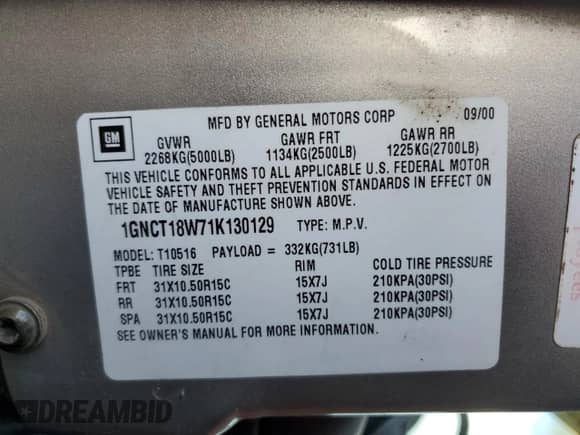 MFD BY GENERAL MOTORS CORP 09/00
GM
GVWR GAWR FRT GAWR RR
2268KG(5000LB) 1134KG(2500LB) 1225KG(2700LB)
THIS VEHICLE CONFORMS TO ALL APPLICABLE U.S. FEDERAL MOTOR
VEHICLE SAFETY AND THEFT PREVENTION STANDARDS IN EFFECT ON
THE DATE OF MANUFACTURE SHOWN ABOVE.
1GNCT18W71K130129 TYPE: M.P.V.
MODEL: T10516 PAYLOAD = 332KG(731LB)
TPBE TIRE SIZE RIM COLD TIRE PRESSURE
FRT 31X10.50R15C 15X7J 210KPA(30PSI)
RR 31X10.50R15C 15X7J 210KPA(30PSI)
SPA 31X10.50R15C 15X7J 210KPA(30PSI)
SEE OWNER'S MANUAL FOR MORE INFORMATION.
DREAMBID